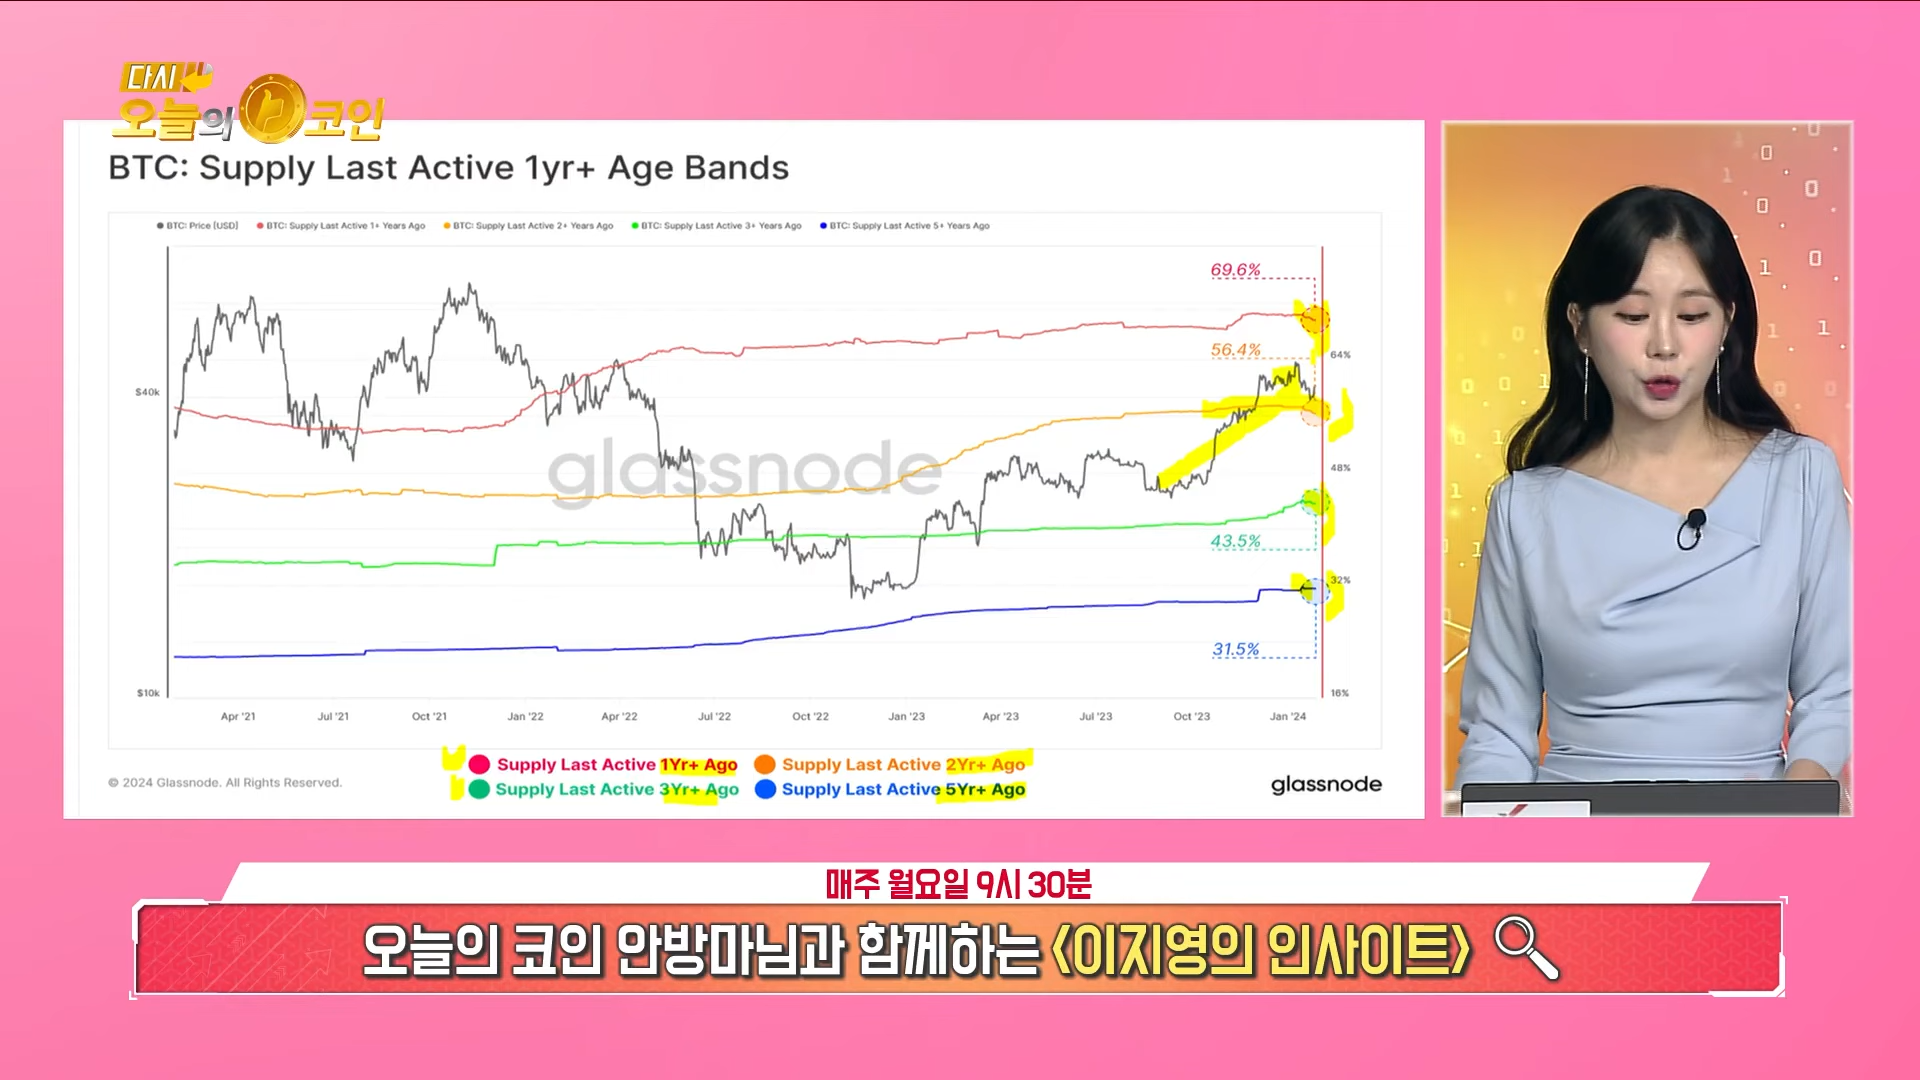 다시
오늘의 코인
BTC: Supply Last Active 1yr+ Age Bands
BTC: Price [USD] BTC: Supply Last Active 1+ Years Ago BTC: Supply Last Active 2+ Years Ago BTC: Supply Last Active 3+ Years Ago BTC: Supply Last Active 5+ Years Ago
69.6%
56.4%
64%
$40k
glassnode
48%
43.5%
32%
31.5%
$10k
16%
Apr '21 Jul '21 Oct '21 Jan '22 Apr '22 Jul '22 Oct '22 Jan '23 Apr '23 Jul '23 Oct '23 Jan '24
Supply Last Active 1Yr+ Ago Supply Last Active 2Yr+ Ago
Supply Last Active 3Yr+ Ago Supply Last Active 5Yr+ Ago
© 2024 Glassnode. All Rights Reserved.
glassnode
매주 월요일 9시 30분
오늘의 코인 안방마님과 함께하는 <이지영의 인사이트>